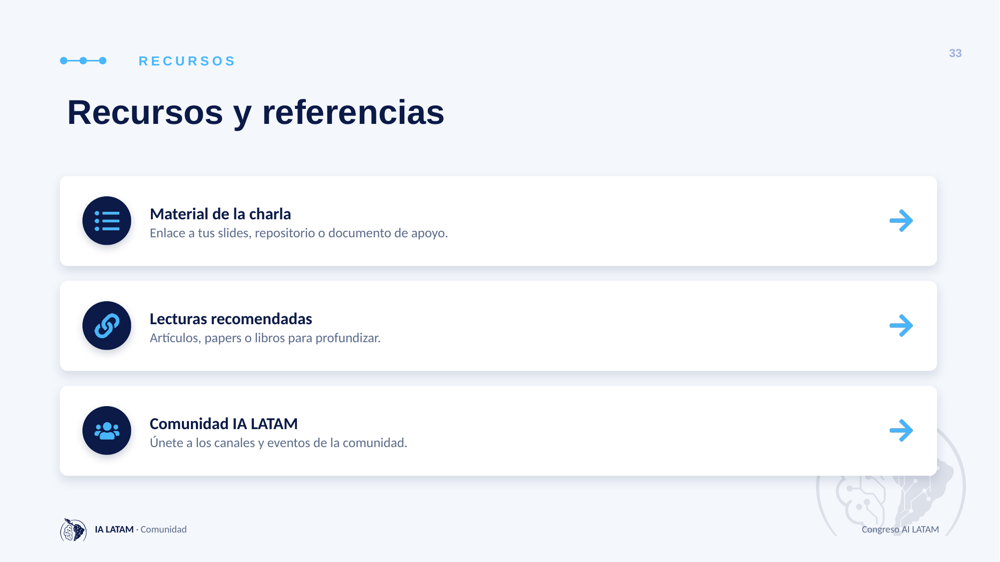 RECURSOS
33
Recursos y referencias
Material de la charla
Enlace a tus slides, repositorio o documento de apoyo.
Lecturas recomendadas
Artículos, papers o libros para profundizar.
Comunidad IA LATAM
Únete a los canales y eventos de la comunidad.
IA LATAM · Comunidad
Congreso AI LATAM